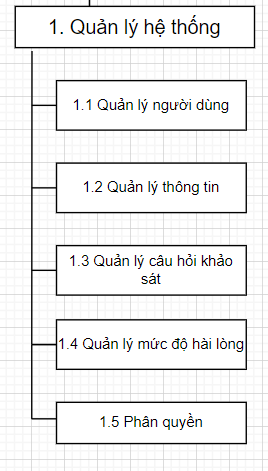 1. Quản lý hệ thống
1.1 Quản lý người dùng
1.2 Quản lý thông tin
1.3 Quản lý câu hỏi khảo
sát
1.4 Quản lý mức độ hài lòng
1.5 Phân quyền